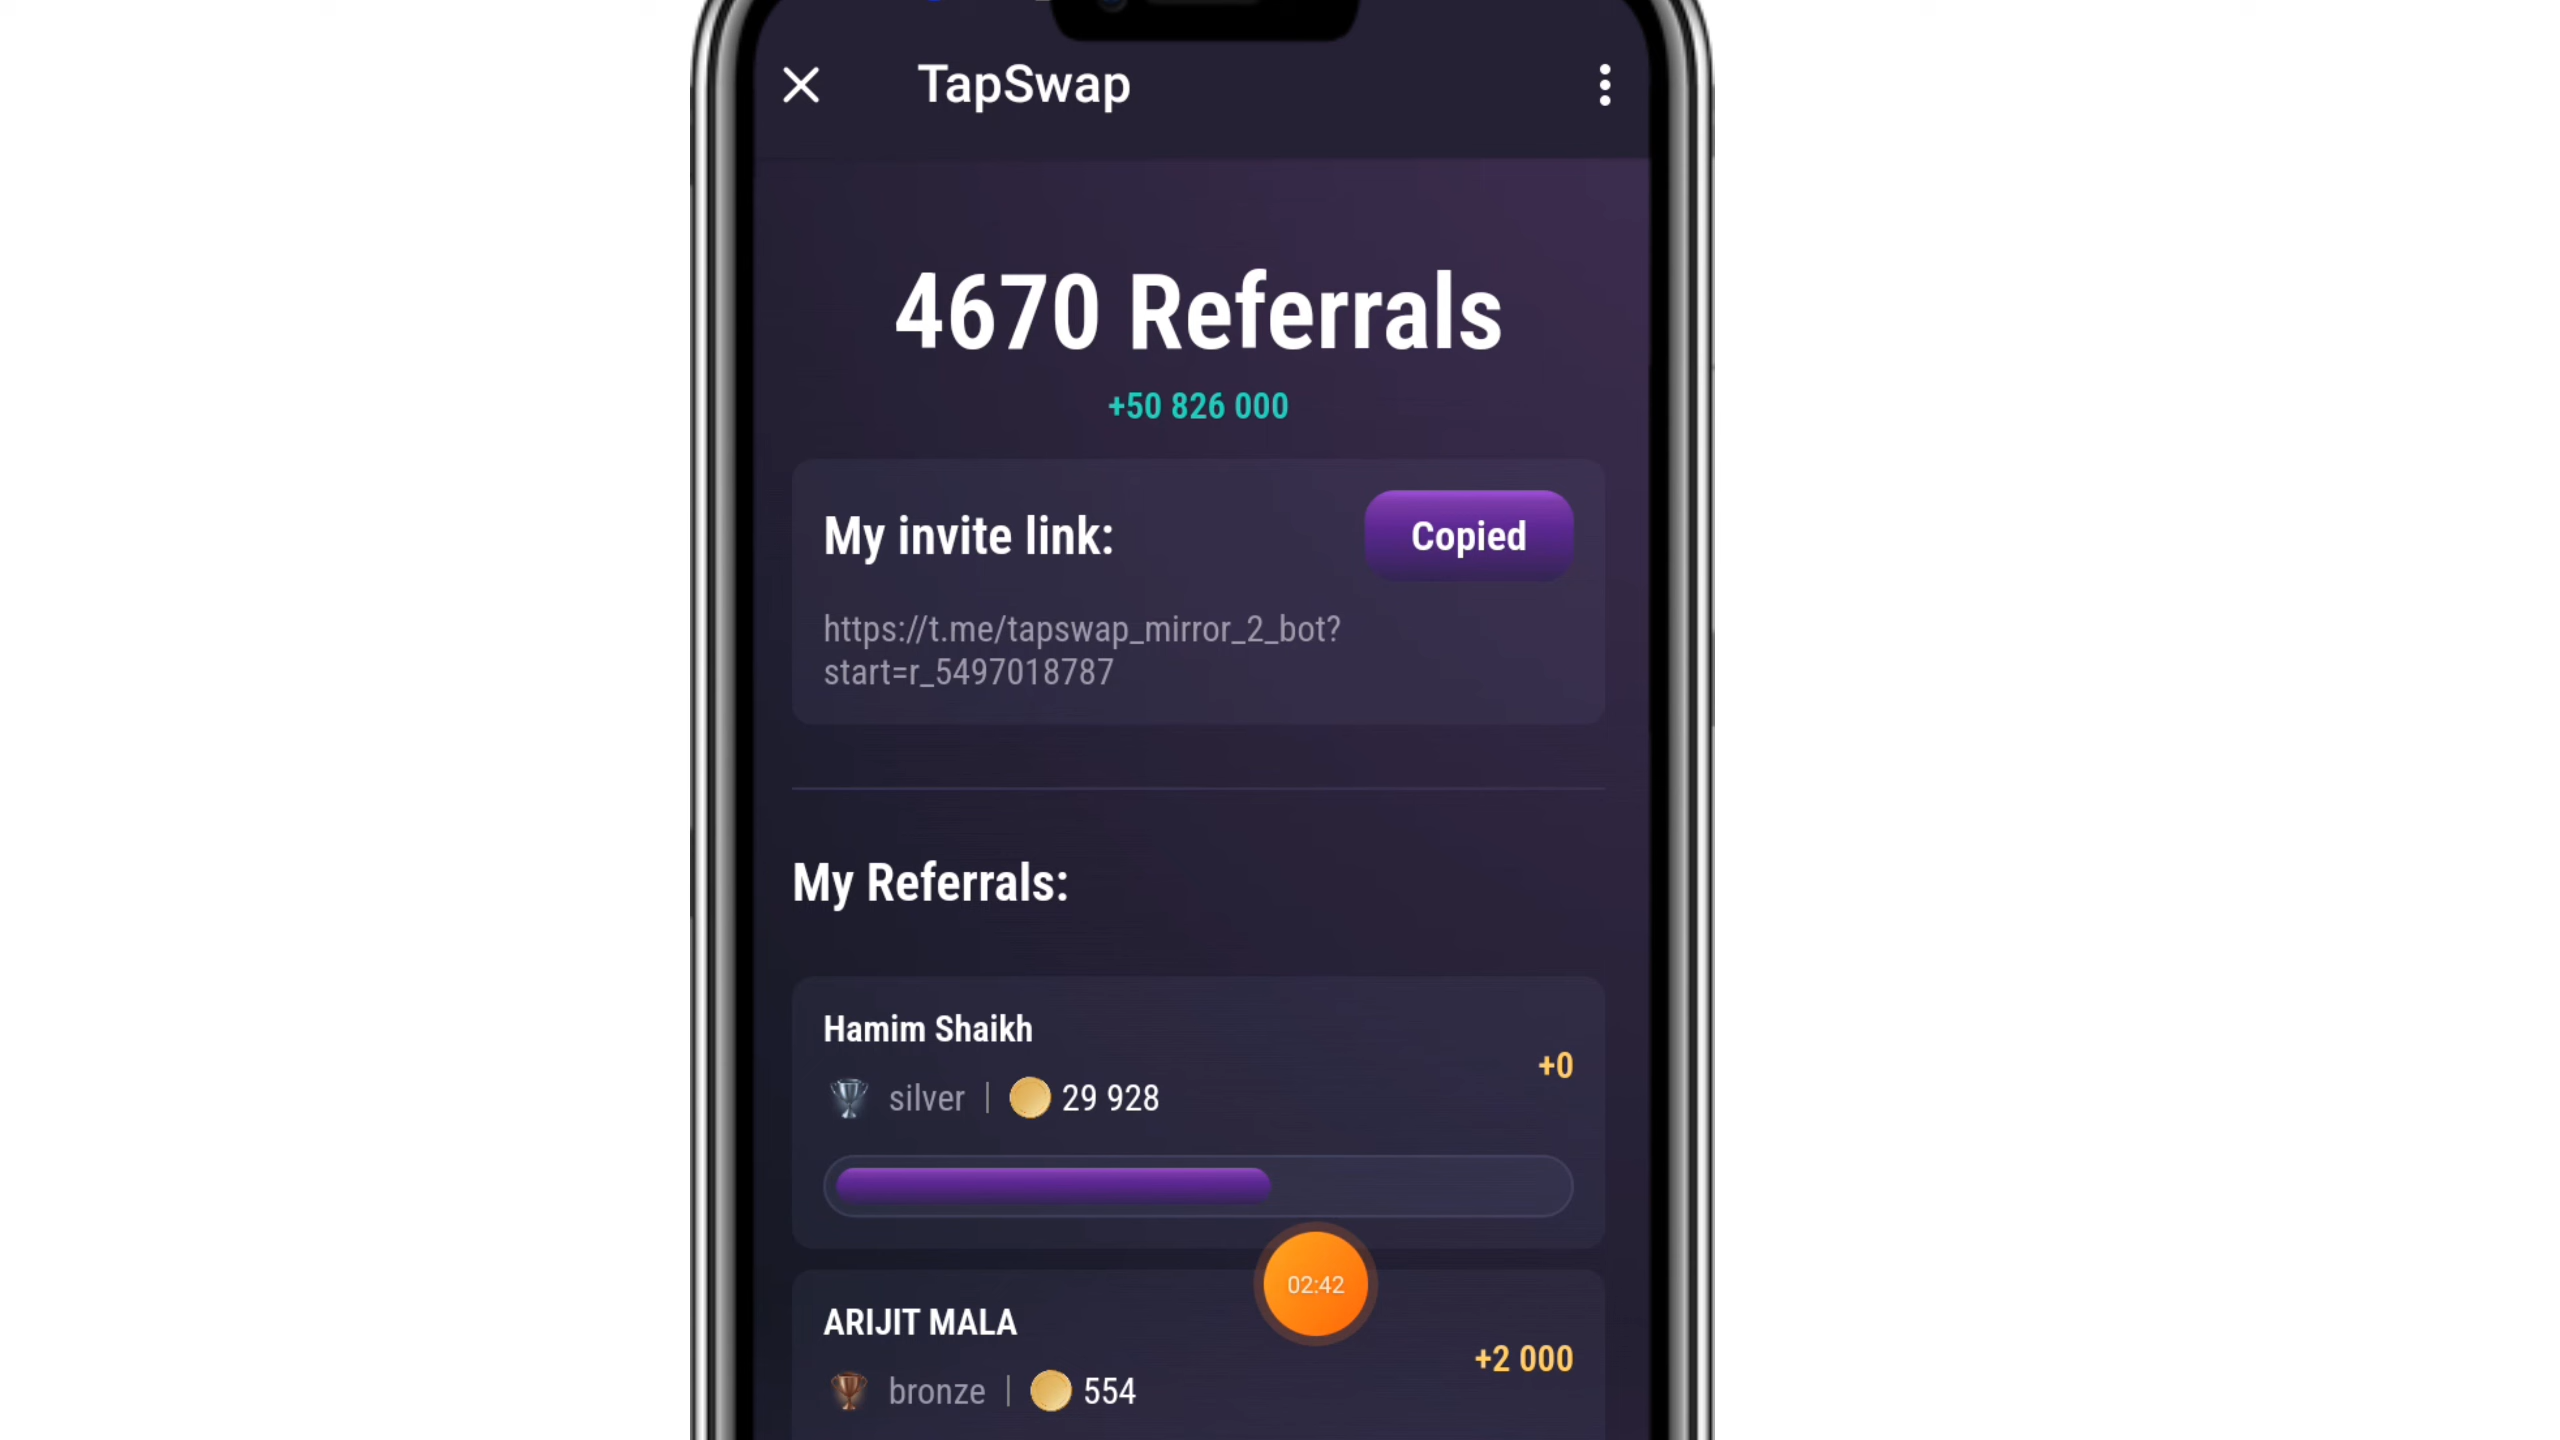 TapSwap
4670 Referrals
+50 826 000
My invite link:
Copied
https://t.me/tapswap_mirror_2_bot?
start=r_5497018787
My Referrals:
Hamim Shaikh
+0
silver | 29 928
02:42
ARIJIT MALA
+2 000
bronze | 554